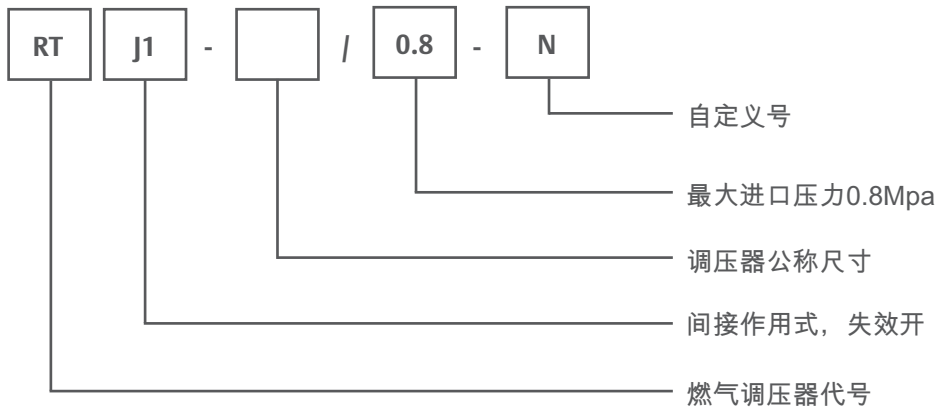 RT J1 - / 0.8 - N
自定义号
最大进口压力0.8Mpa
调压器公称尺寸
间接作用式，失效开
燃气调压器代号